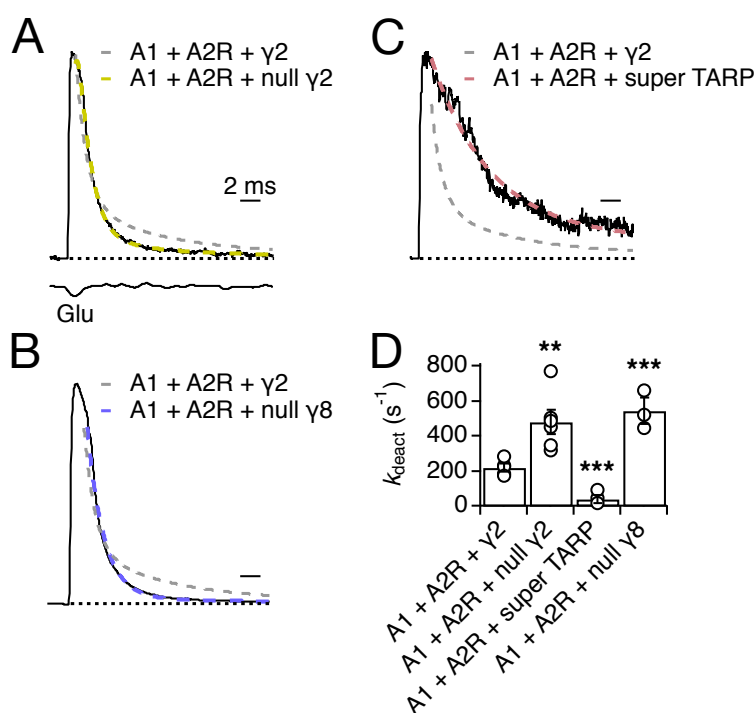 A
A1 + A2R + γ2
A1 + A2R + null γ2
2 ms
Glu
B
A1 + A2R + γ2
A1 + A2R + null γ8
C
A1 + A2R + γ2
A1 + A2R + super TARP
D
kdeact (s-1)
800
600
400
200
0
**
***
***
A1 + A2R + γ2
A1 + A2R + null γ2
A1 + A2R + super TARP
A1 + A2R + null γ8